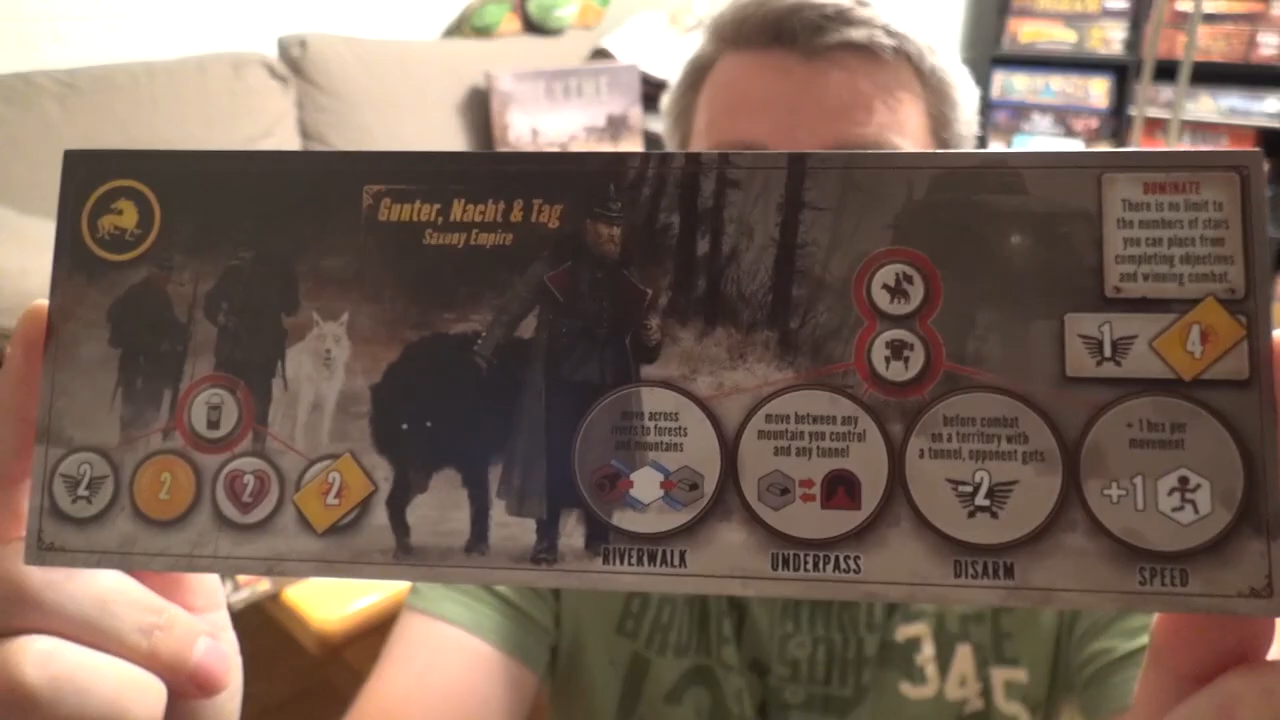 SCYTHE
Gunter, Nacht & Tag
Saxony Empire
DOMINATE
There is no limit to
the numbers of stars
you can place from
completing objectives
and winning combat.
1 4
2 2 2 2
move across
rivers to forests
and mountains
RIVERWALK
move between any
mountain you control
and any tunnel
UNDERPASS
before combat
on a territory with
a tunnel, opponent gets
2
DISARM
+1 hex per
movement
+1
SPEED
345